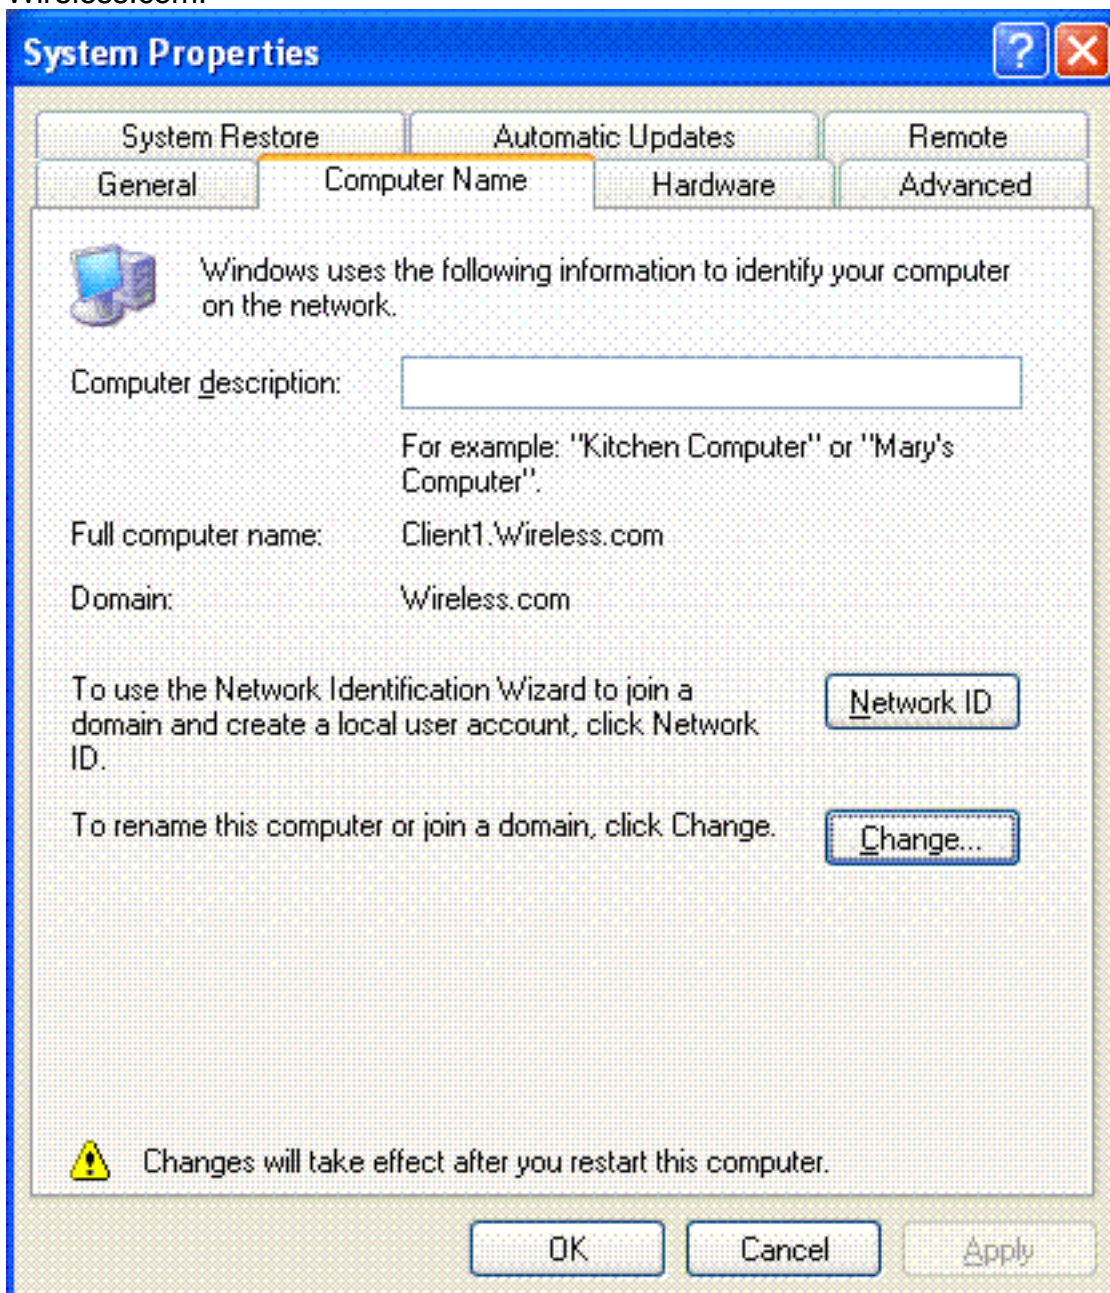 Wireless.com.
System Properties
System Restore Automatic Updates Remote
General Computer Name Hardware Advanced
Windows uses the following information to identify your computer
on the network.
Computer description:
For example: "Kitchen Computer" or "Mary's
Computer".
Full computer name: Client1.Wireless.com
Domain: Wireless.com
To use the Network Identification Wizard to join a
domain and create a local user account, click Network
ID.
Network ID
To rename this computer or join a domain, click Change.
Change...
Changes will take effect after you restart this computer.
OK Cancel Apply